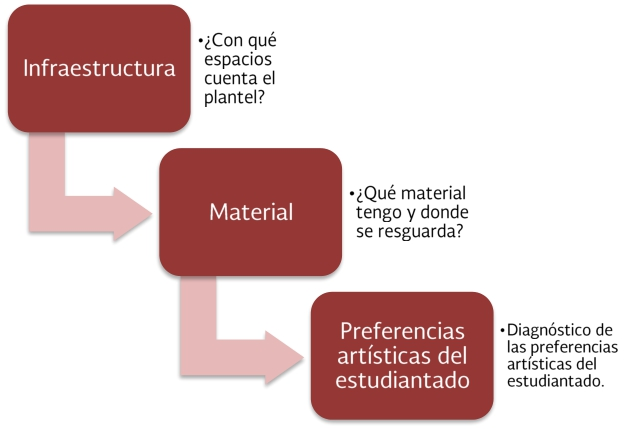 Infraestructura
•¿Con qué
espacios
cuenta el
plantel?
Material
•¿Qué material
tengo y donde
se resguarda?
Preferencias
artísticas del
estudiantado
•Diagnóstico de
las preferencias
artísticas del
estudiantado.